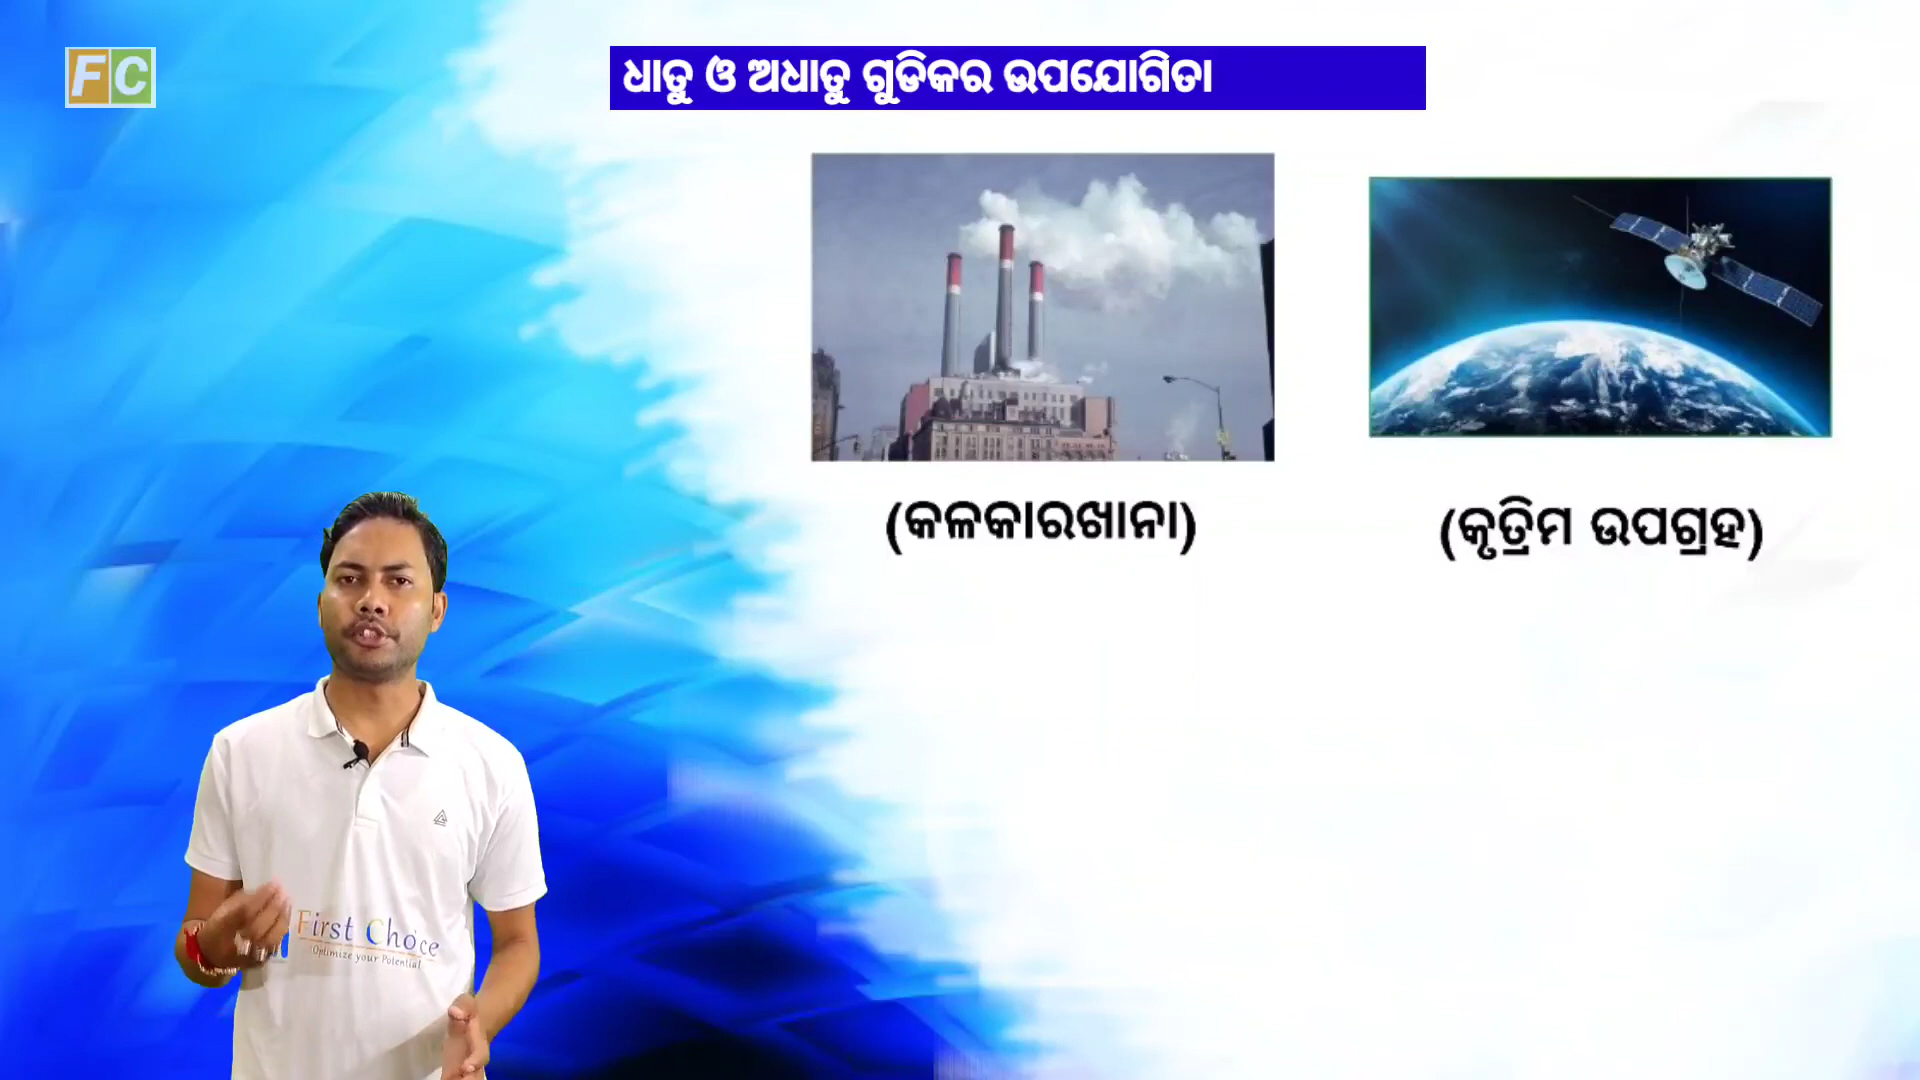 FC
ଧାତୁ ଓ ଅଧାତୁ ଗୁଡିକର ଉପଯୋଗିତା
(କଳକାରଖାନା)
(କୃତ୍ରିମ ଉପଗ୍ରହ)
First Choice
Optimize your Potential